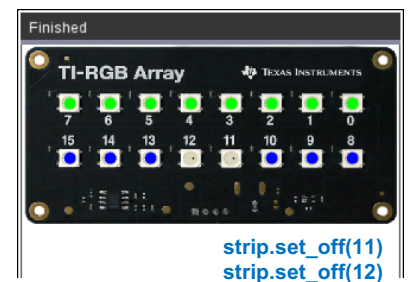 Finished
TI-RGB Array
TEXAS INSTRUMENTS
7 6 5 4 3 2 1 0
15 14 13 12 11 10 9 8
strip.set_off(11)
strip.set_off(12)